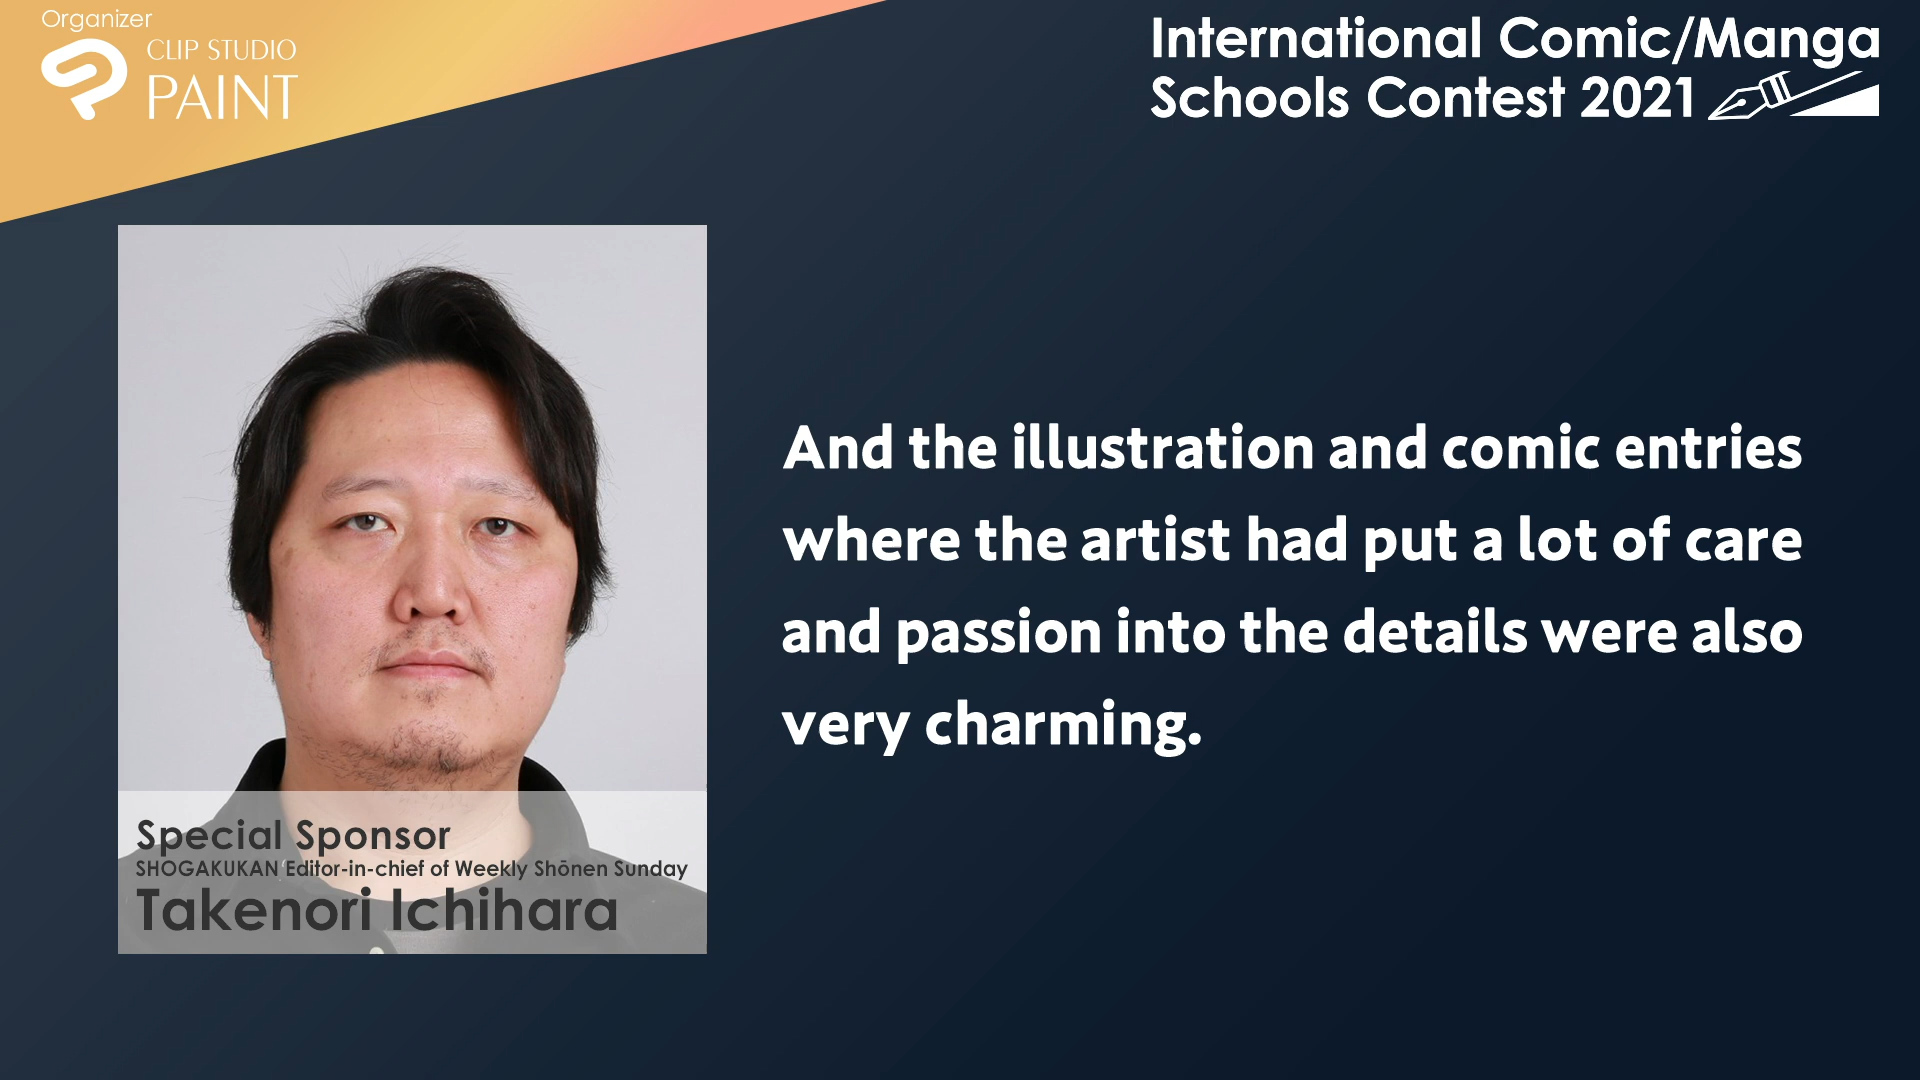 Organizer
CLIP STUDIO
PAINT
International Comic/Manga
Schools Contest 2021
And the illustration and comic entries
where the artist had put a lot of care
and passion into the details were also
very charming.
Special Sponsor
SHOGAKUKAN Editor-in-chief of Weekly Shōnen Sunday
Takenori Ichihara